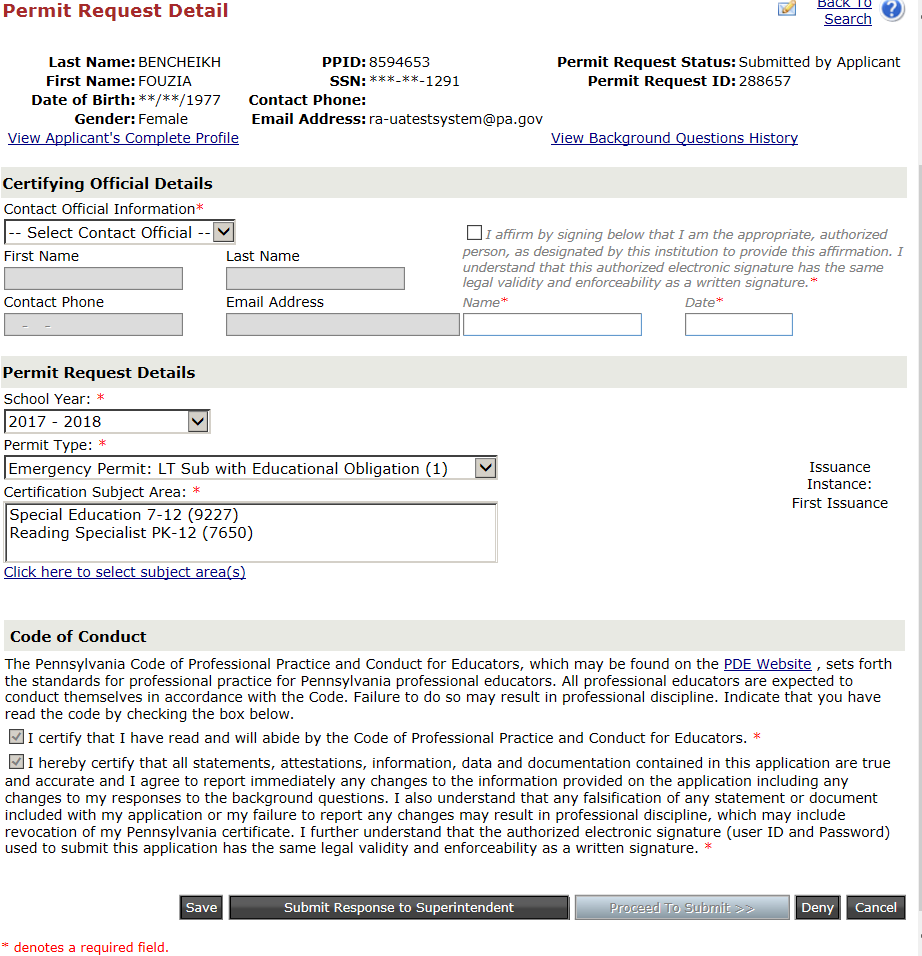 Permit Request Detail
Back To
Search
Last Name: BENCHEIKH PPID: 8594653 Permit Request Status: Submitted by Applicant
First Name: FOUZIA SSN: ***-**-1291 Permit Request ID: 288657
Date of Birth: **/**/1977 Contact Phone:
Gender: Female Email Address: ra-uatestsystem@pa.gov
View Applicant's Complete Profile View Background Questions History
Certifying Official Details
Contact Official Information*
-- Select Contact Official --
First Name Last Name
Contact Phone Email Address
- -
I affirm by signing below that I am the appropriate, authorized
person, as designated by this institution to provide this affirmation. I
understand that this authorized electronic signature has the same
legal validity and enforceability as a written signature.*
Name* Date*
Permit Request Details
School Year: *
2017 - 2018
Permit Type: *
Emergency Permit: LT Sub with Educational Obligation (1)
Issuance
Instance:
First Issuance
Certification Subject Area: *
Special Education 7-12 (9227)
Reading Specialist PK-12 (7650)
Click here to select subject area(s)
Code of Conduct
The Pennsylvania Code of Professional Practice and Conduct for Educators, which may be found on the PDE Website , sets forth
the standards for professional practice for Pennsylvania professional educators. All professional educators are expected to
conduct themselves in accordance with the Code. Failure to do so may result in professional discipline. Indicate that you have
read the code by checking the box below.
I certify that I have read and will abide by the Code of Professional Practice and Conduct for Educators. *
I hereby certify that all statements, attestations, information, data and documentation contained in this application are true
and accurate and I agree to report immediately any changes to the information provided on the application including any
changes to my responses to the background questions. I also understand that any falsification of any statement or document
included with my application or my failure to report any changes may result in professional discipline, which may include
revocation of my Pennsylvania certificate. I further understand that the authorized electronic signature (user ID and Password)
used to submit this application has the same legal validity and enforceability as a written signature. *
Save Submit Response to Superintendent Proceed To Submit >> Deny Cancel
* denotes a required field.